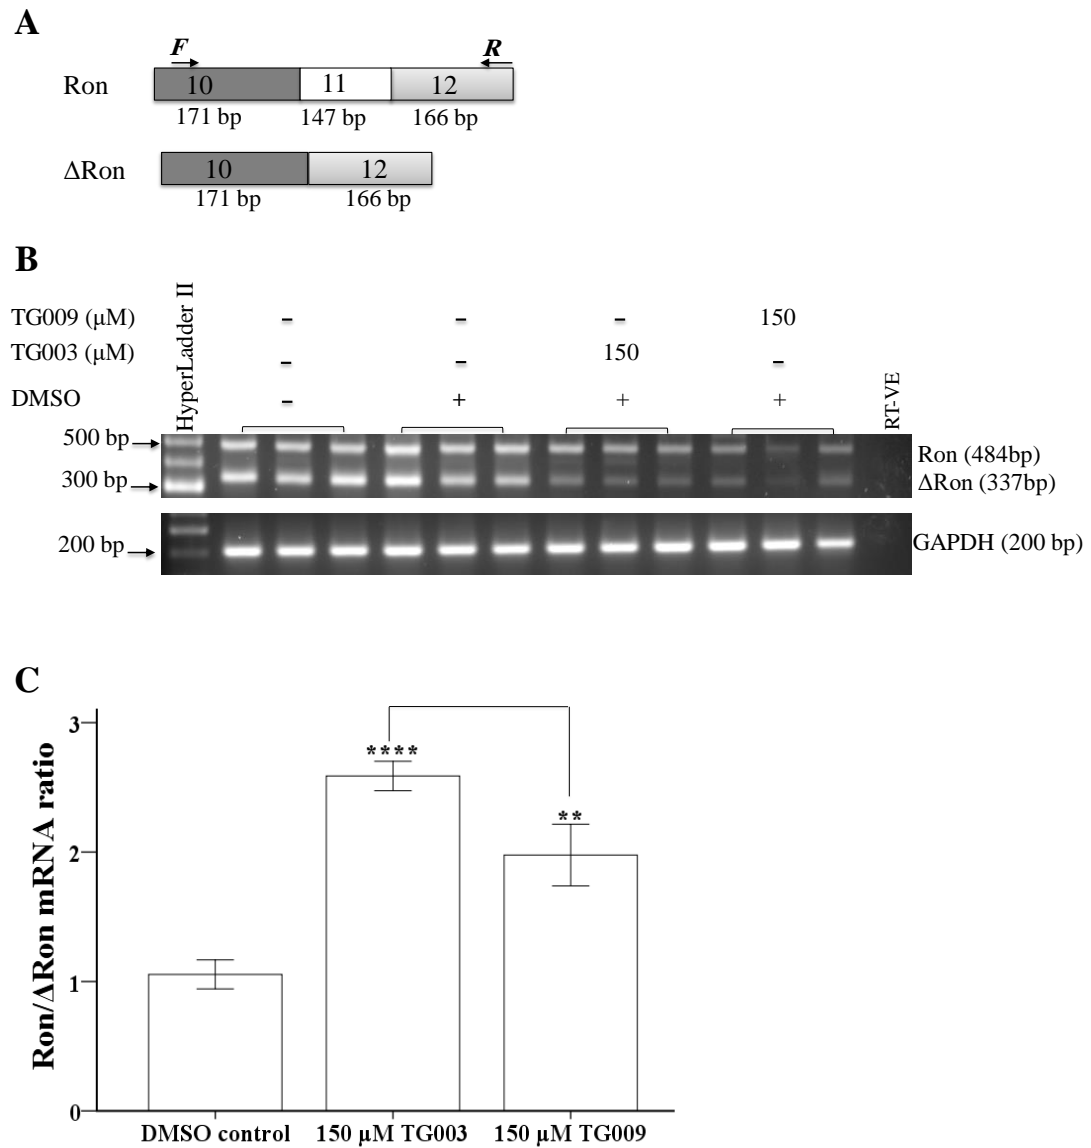 A
F R
Ron 10 11 12
171 bp 147 bp 166 bp
ΔRon 10 12
171 bp 166 bp
B
HyperLadder II
TG009 (μM) - - - 150
TG003 (μM) - - 150 -
DMSO - + + +
RT-VE
500 bp
300 bp
Ron (484bp)
ΔRon (337bp)
200 bp
GAPDH (200 bp)
C
Ron/ΔRon mRNA ratio
3
2
1
0
****
**
DMSO control 150 μM TG003 150 μM TG009